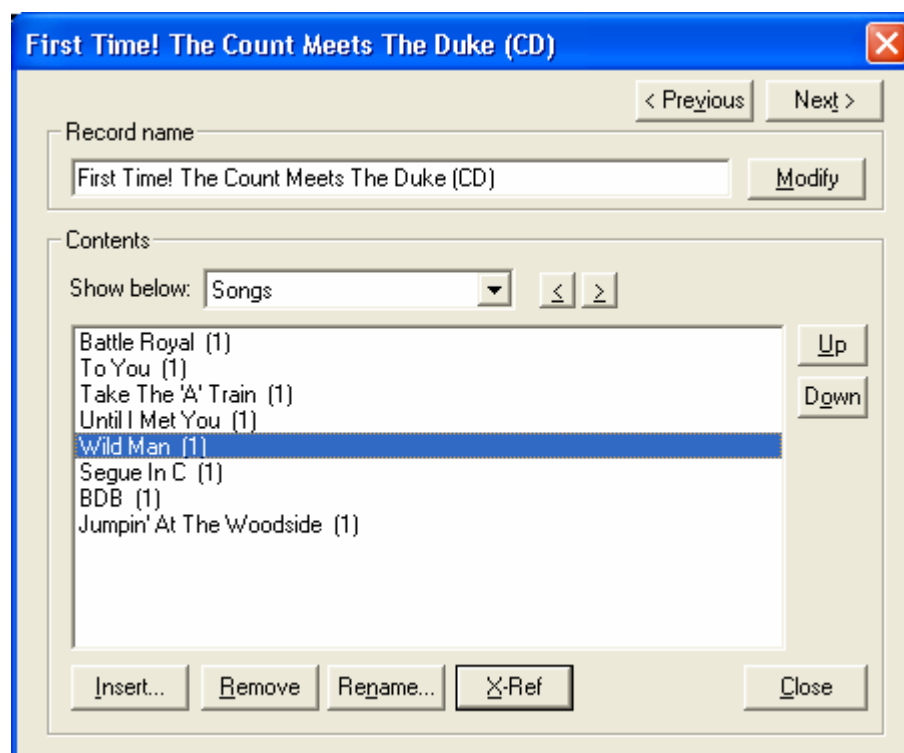 First Time! The Count Meets The Duke (CD)
< Previous Next >
Record name
First Time! The Count Meets The Duke (CD) Modify
Contents
Show below: Songs < >
Battle Royal (1)
To You (1)
Take The 'A' Train (1)
Until I Met You (1)
Wild Man (1)
Segue In C (1)
BDB (1)
Jumpin' At The Woodside (1)
Up
Down
Insert... Remove Rename... X-Ref Close